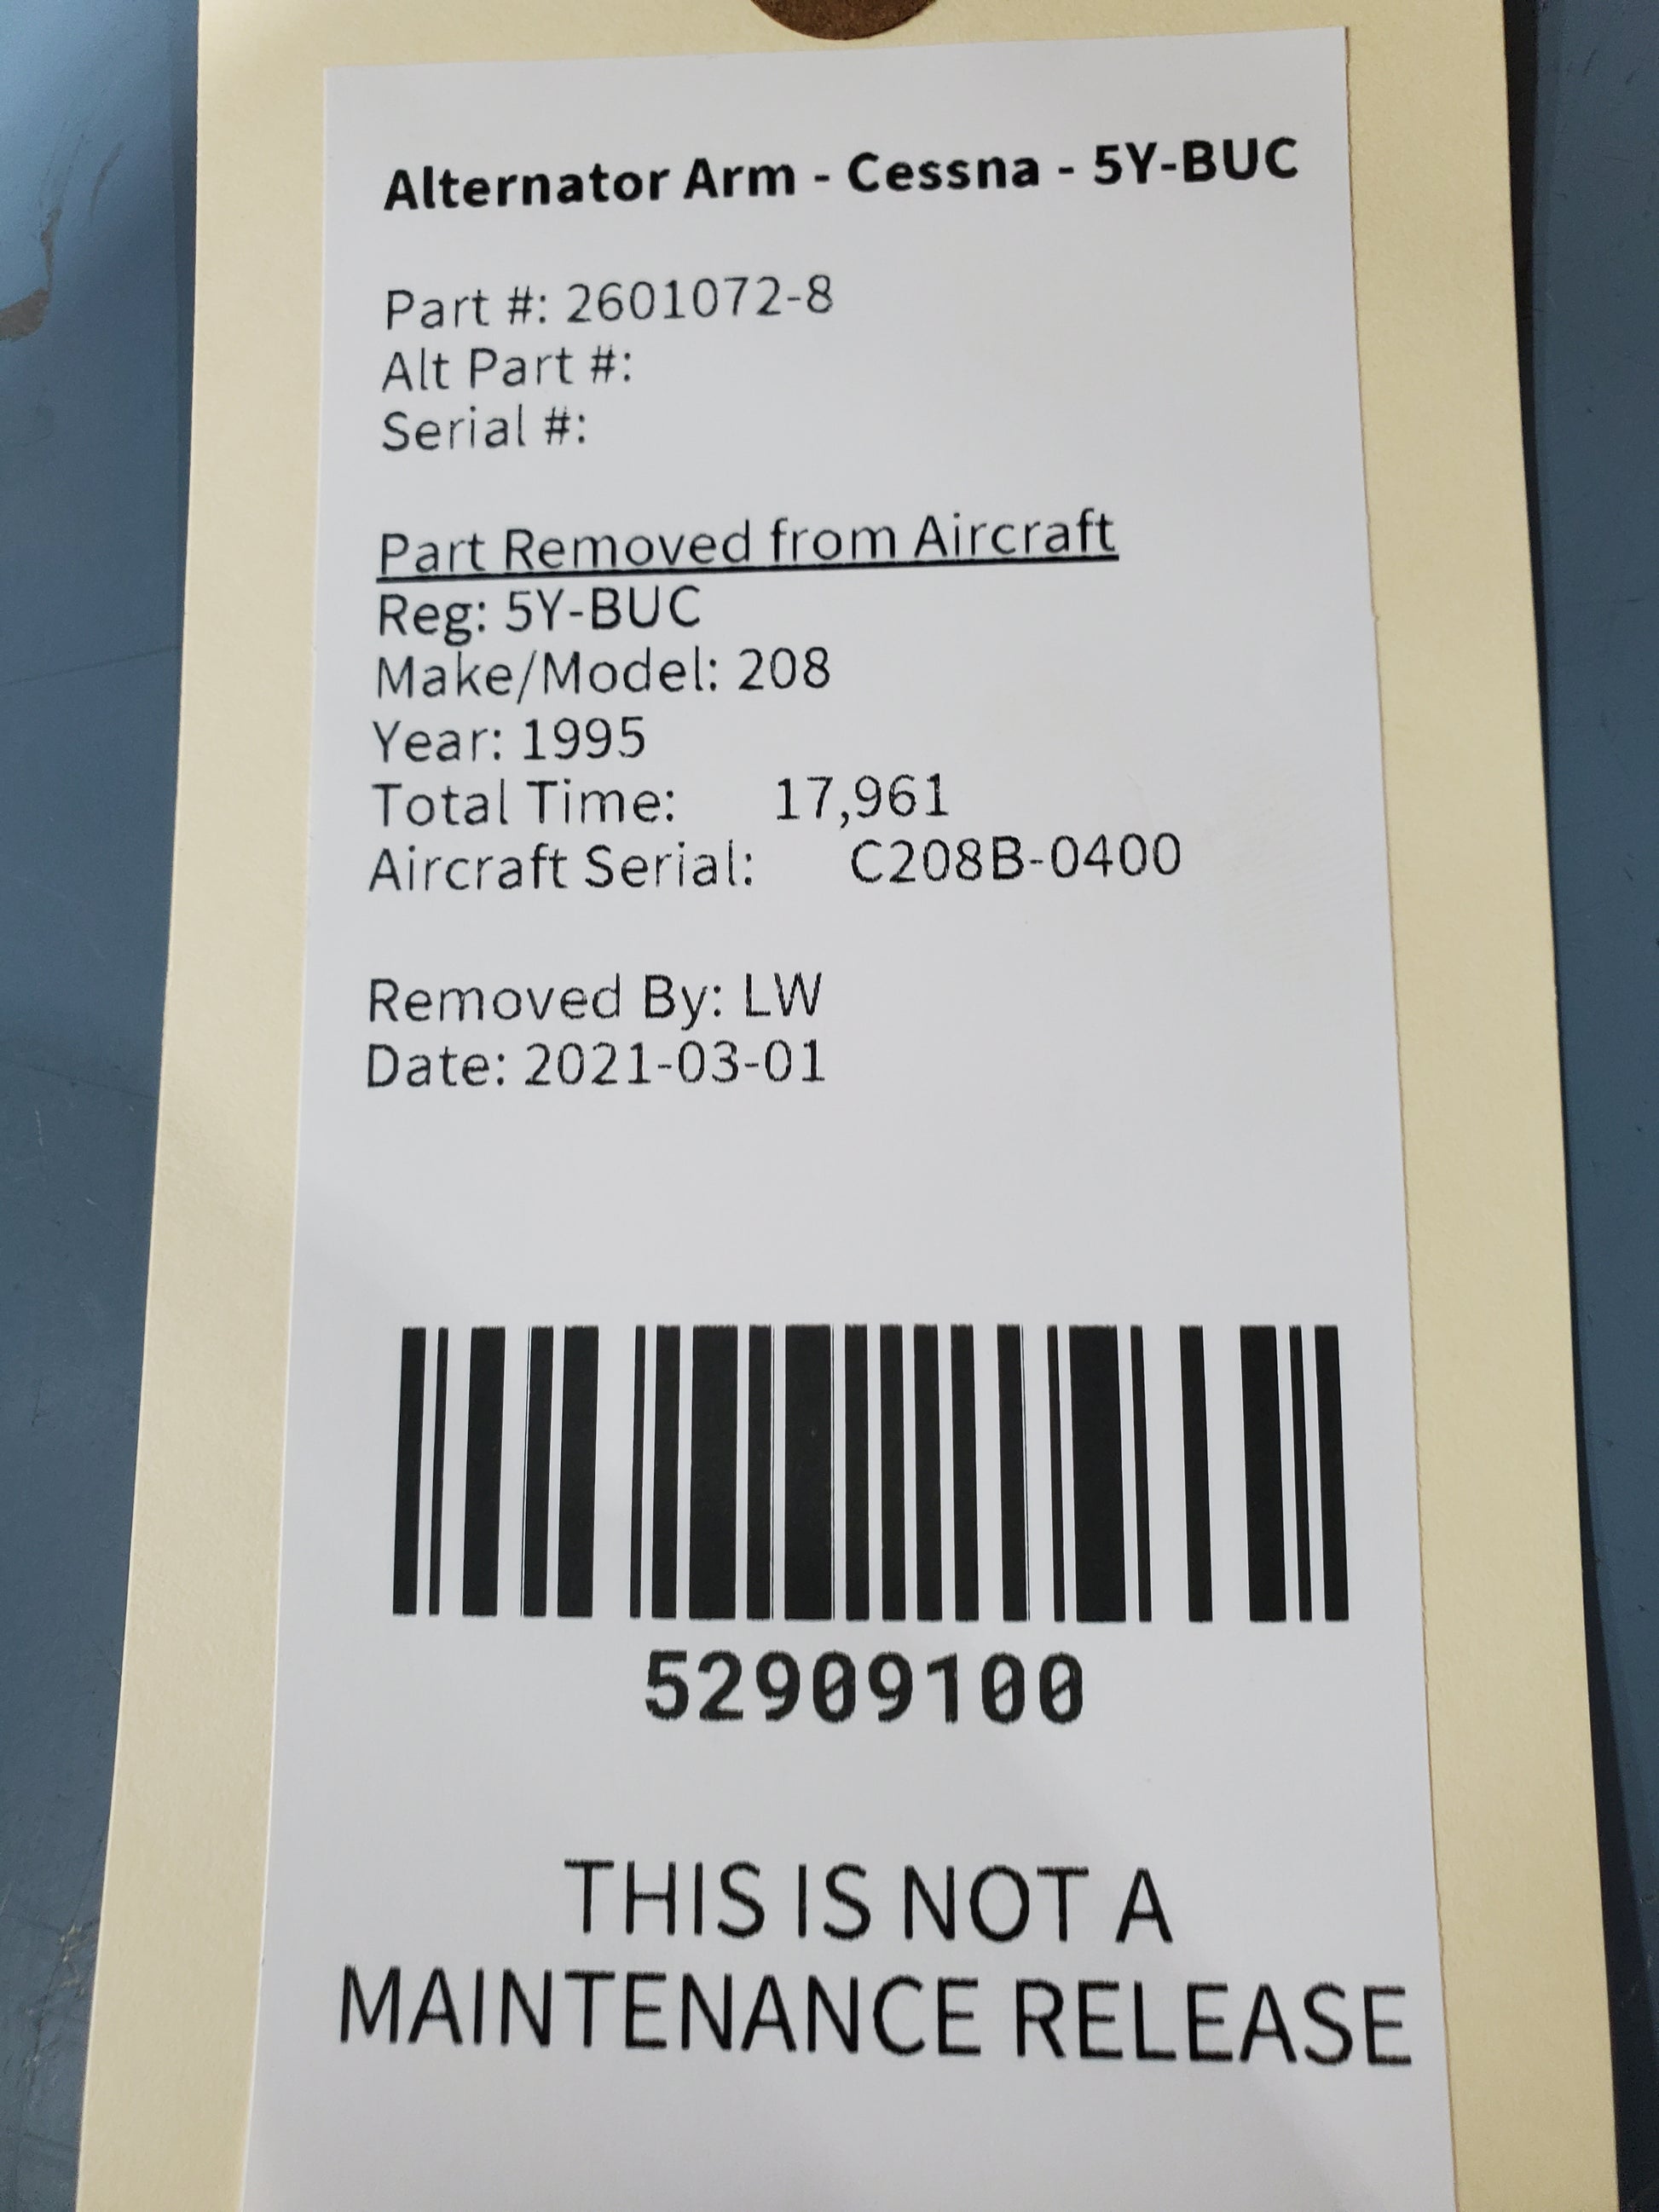 Alternator Arm - Cessna - 5Y-BUC
Part #: 2601072-8
Alt Part #:
Serial #:
Part Removed from Aircraft
Reg: 5Y-BUC
Make/Model: 208
Year: 1995
Total Time: 17,961
Aircraft Serial: C208B-0400
Removed By: LW
Date: 2021-03-01
52909100
THIS IS NOT A
MAINTENANCE RELEASE